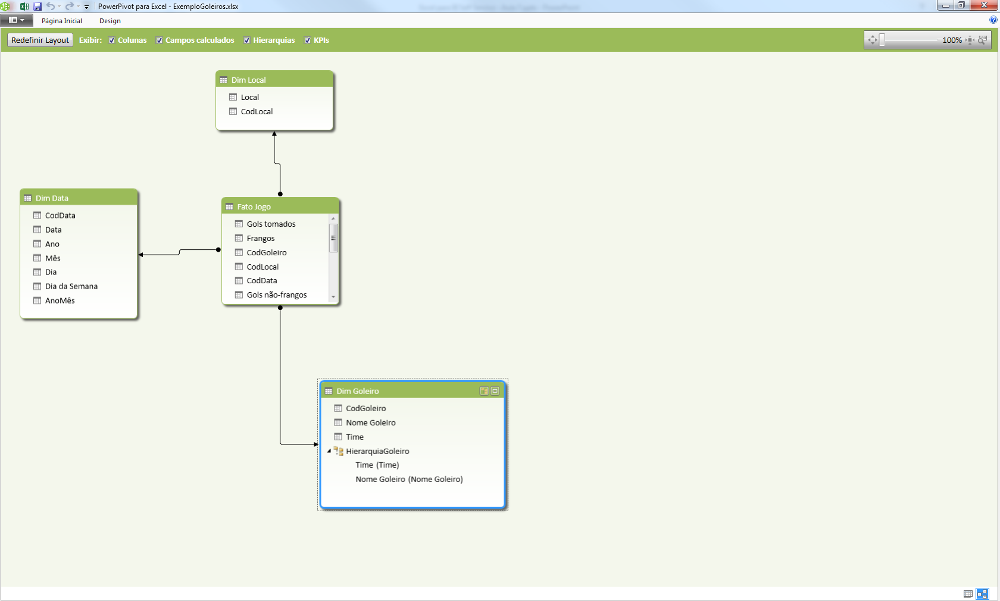 PowerPivot para Excel - ExemploGoleiros.xlsx
Página Inicial Design
Redefinir Layout Exibir: Colunas Campos calculados Hierarquias KPIs 100%
Dim Local
Local
CodLocal
Dim Data
CodData
Data
Ano
Mês
Dia
Dia da Semana
AnoMês
Fato Jogo
Gols tomados
Frangos
CodGoleiro
CodLocal
CodData
Gols não-frangos
Dim Goleiro
CodGoleiro
Nome Goleiro
Time
HierarquiaGoleiro
Time (Time)
Nome Goleiro (Nome Goleiro)